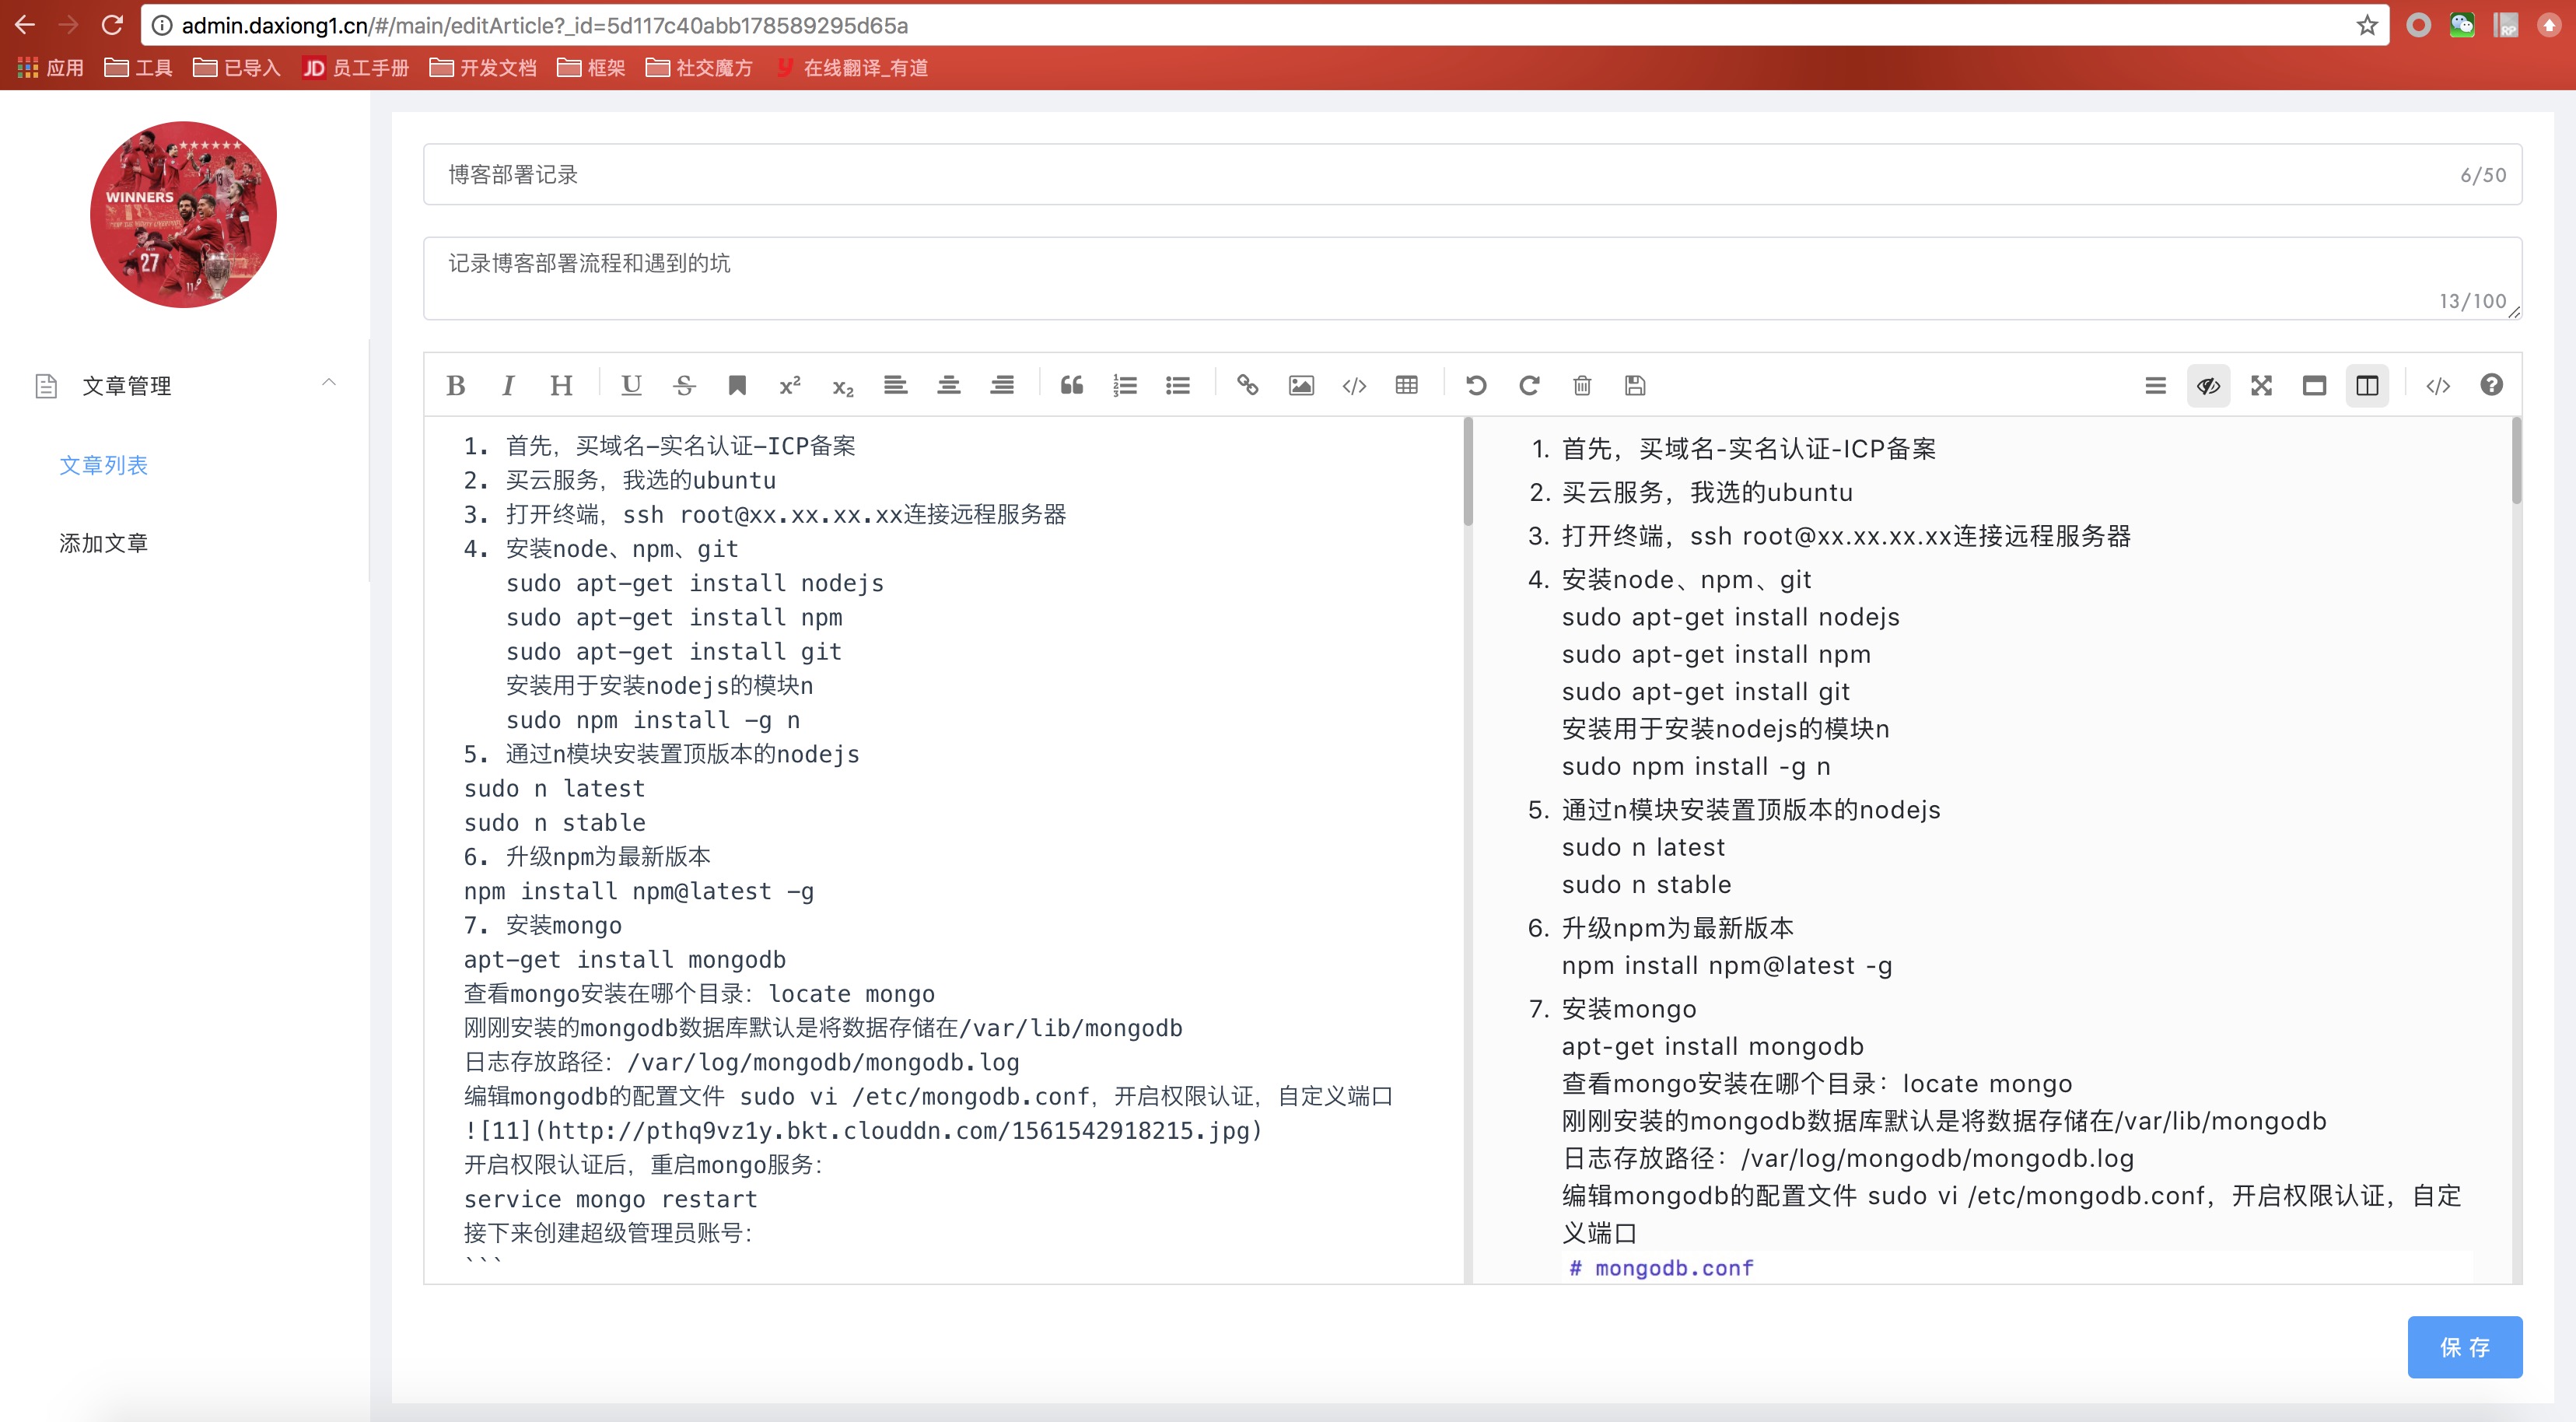 admin.daxiong1.cn/#/main/editArticle?_id=5d117c40abb178589295d65a
应用 工具 已导入 JD 员工手册 开发文档 框架 社交魔方 在线翻译_有道
WINNERS
27
博客部署记录 6/50
记录博客部署流程和遇到的坑
13/100
文章管理
文章列表
添加文章
B I H U S x² x₂
1. 首先，买域名-实名认证-ICP备案
2. 买云服务，我选的ubuntu
3. 打开终端，ssh root@xx.xx.xx.xx连接远程服务器
4. 安装node、npm、git
sudo apt-get install nodejs
sudo apt-get install npm
sudo apt-get install git
安装用于安装nodejs的模块n
sudo npm install -g n
5. 通过n模块安装置顶版本的nodejs
sudo n latest
sudo n stable
6. 升级npm为最新版本
npm install npm@latest -g
7. 安装mongo
apt-get install mongodb
查看mongo安装在哪个目录：locate mongo
刚刚安装的mongodb数据库默认是将数据存储在/var/lib/mongodb
日志存放路径：/var/log/mongodb/mongodb.log
编辑mongodb的配置文件 sudo vi /etc/mongodb.conf，开启权限认证，自定义端口
![11](http://pthq9vz1y.bkt.clouddn.com/1561542918215.jpg)
开启权限认证后，重启mongo服务：
service mongo restart
接下来创建超级管理员账号：
```
1. 首先，买域名-实名认证-ICP备案
2. 买云服务，我选的ubuntu
3. 打开终端，ssh root@xx.xx.xx.xx连接远程服务器
4. 安装node、npm、git
sudo apt-get install nodejs
sudo apt-get install npm
sudo apt-get install git
安装用于安装nodejs的模块n
sudo npm install -g n
5. 通过n模块安装置顶版本的nodejs
sudo n latest
sudo n stable
6. 升级npm为最新版本
npm install npm@latest -g
7. 安装mongo
apt-get install mongodb
查看mongo安装在哪个目录：locate mongo
刚刚安装的mongodb数据库默认是将数据存储在/var/lib/mongodb
日志存放路径：/var/log/mongodb/mongodb.log
编辑mongodb的配置文件 sudo vi /etc/mongodb.conf，开启权限认证，自定
义端口
# mongodb.conf
保 存